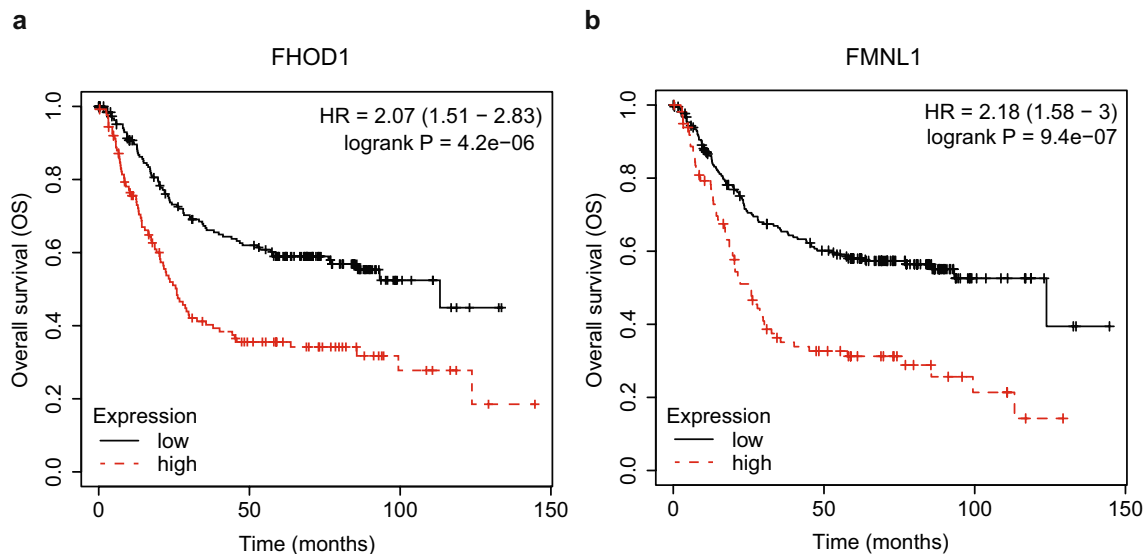 a
FHOD1
HR = 2.07 (1.51 − 2.83)
logrank P = 4.2e−06
Overall survival (OS)
1.0
0.8
0.6
0.4
0.2
0.0
Expression
low
high
0 50 100 150
Time (months)
b
FMNL1
HR = 2.18 (1.58 − 3)
logrank P = 9.4e−07
Overall survival (OS)
1.0
0.8
0.6
0.4
0.2
0.0
Expression
low
high
0 50 100 150
Time (months)